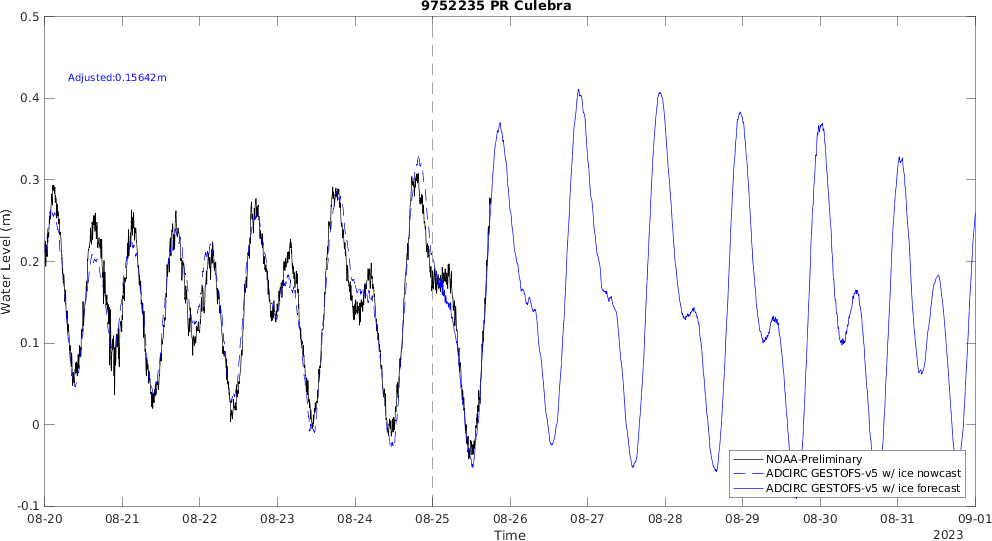 9752235 PR Culebra
0.5
0.4
0.3
0.2
0.1
0
-0.1
Water Level (m)
Adjusted:0.15642m
NOAA-Preliminary
ADCIRC GESTOFS-v5 w/ ice nowcast
ADCIRC GESTOFS-v5 w/ ice forecast
08-20 08-21 08-22 08-23 08-24 08-25 08-26 08-27 08-28 08-29 08-30 08-31 09-01
Time
2023